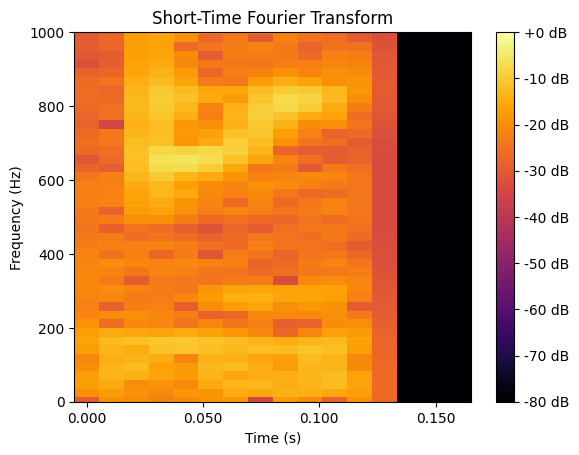 Short-Time Fourier Transform
1000
800
600
400
200
0
Frequency (Hz)
0.000
0.050
0.100
0.150
Time (s)
+0 dB
-10 dB
-20 dB
-30 dB
-40 dB
-50 dB
-60 dB
-70 dB
-80 dB